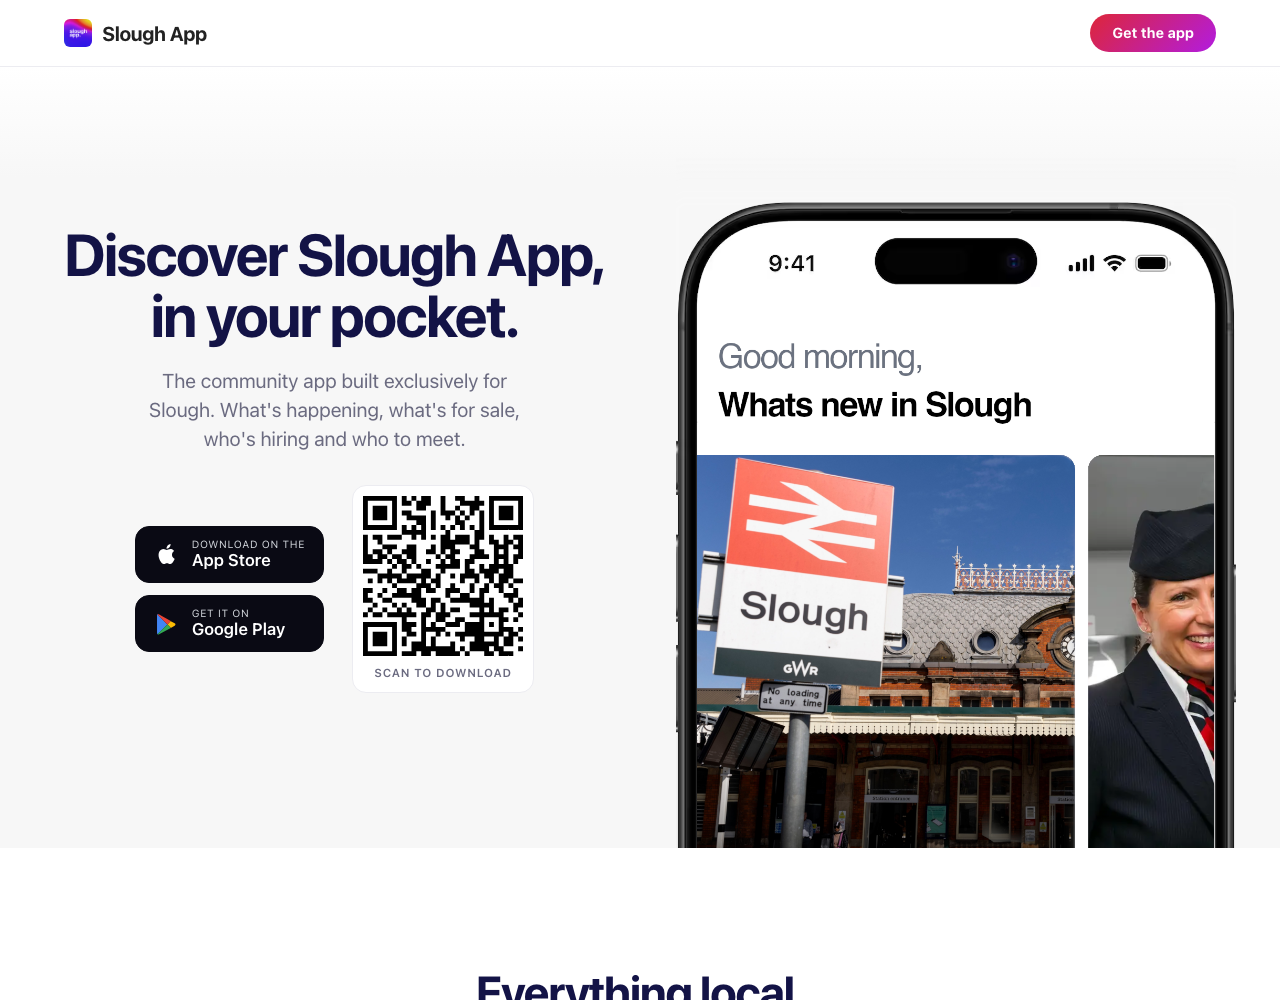 slough
app.
Slough App
Get the app
Discover Slough App,
in your pocket.
The community app built exclusively for
Slough. What's happening, what's for sale,
who's hiring and who to meet.
DOWNLOAD ON THE
App Store
GET IT ON
Google Play
SCAN TO DOWNLOAD
9:41
Good morning,
Whats new in Slough
Slough
GWR
No loading
at any time
Everything local